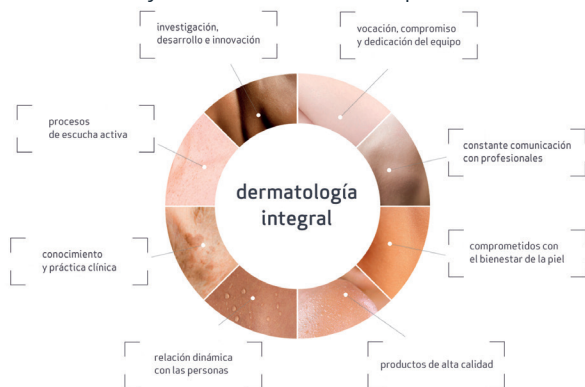 investigación,
desarrollo e innovación
vocación, compromiso
y dedicación del equipo
procesos
de escucha activa
constante comunicación
con profesionales
dermatología
integral
conocimiento
y práctica clínica
comprometidos con
el bienestar de la piel
relación dinámica
con las personas
productos de alta calidad